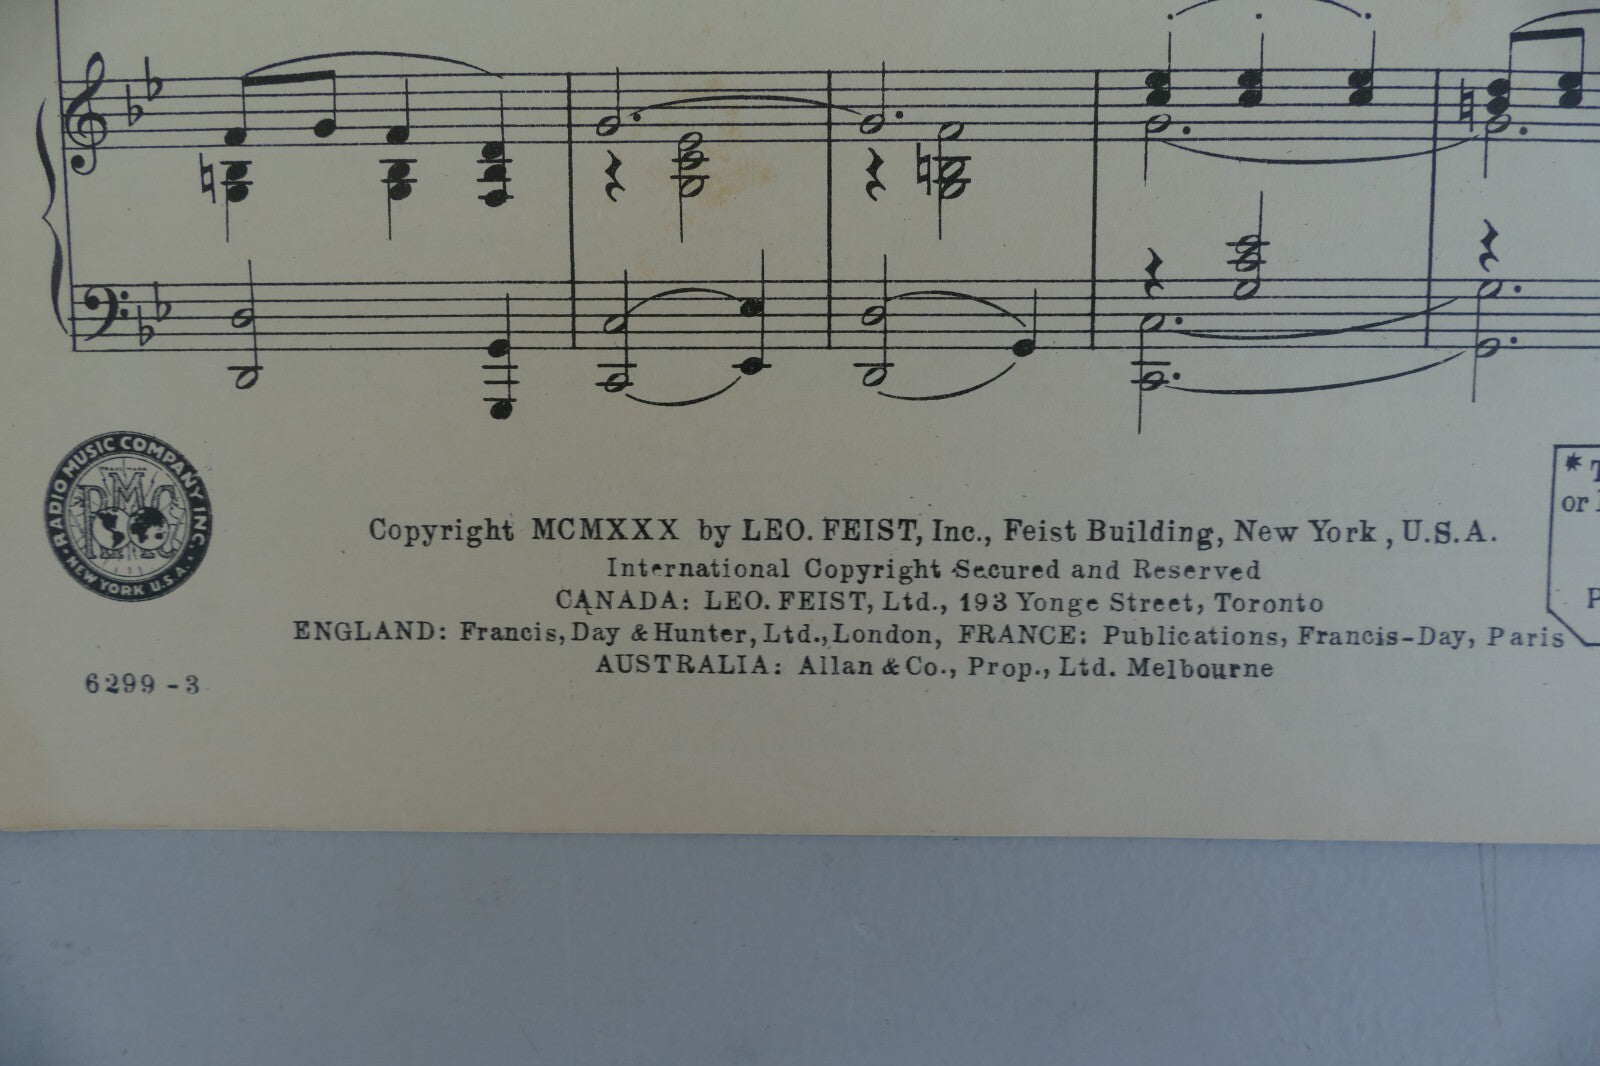 RADIO MUSIC COMPANY INC.
TRADE MARK
RMC
NEW YORK U.S.A.
Copyright MCMXXX by LEO. FEIST, Inc., Feist Building, New York, U.S.A.
International Copyright Secured and Reserved
CANADA: LEO. FEIST, Ltd., 193 Yonge Street, Toronto
ENGLAND: Francis, Day & Hunter, Ltd., London, FRANCE: Publications, Francis-Day, Paris
AUSTRALIA: Allan & Co., Prop., Ltd. Melbourne
6299-3
*
or